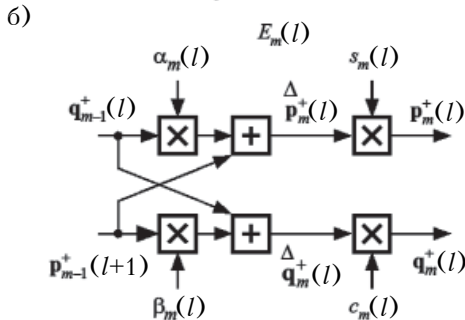 б)
E_m(l)
α_m(l) s_m(l)
q⁺_{m–1}(l) Δ p⁺_m(l) p⁺_m(l)
× + ×
× + ×
p⁺_{m–1}(l+1) Δ q⁺_m(l) q⁺_m(l)
β_m(l) c_m(l)